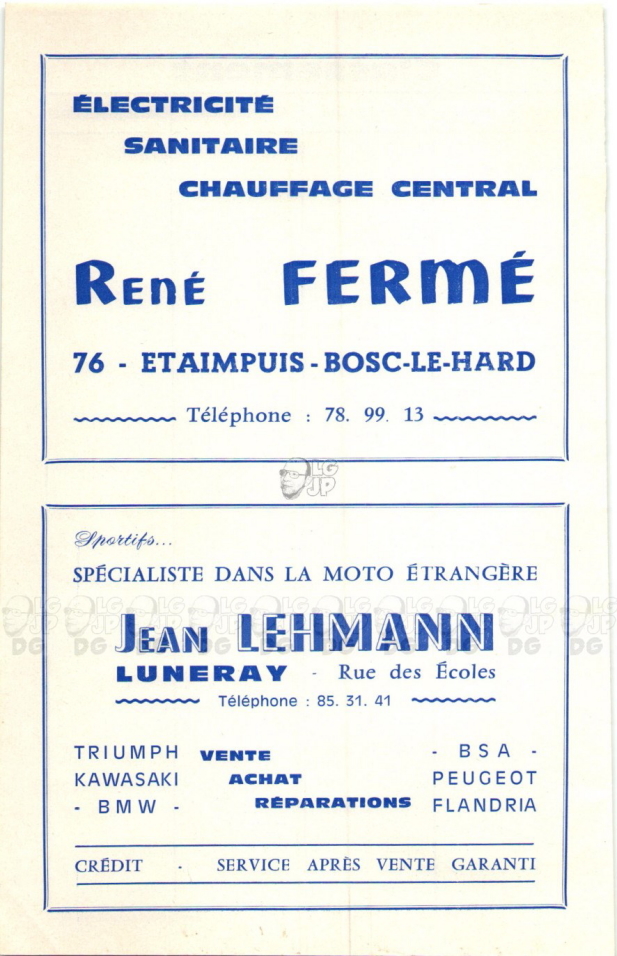 ÉLECTRICITÉ
SANITAIRE
CHAUFFAGE CENTRAL
RENÉ FERMÉ
76 - ETAIMPUIS - BOSC-LE-HARD
Téléphone : 78. 99. 13
LG
JP
Sportifs...
SPÉCIALISTE DANS LA MOTO ÉTRANGÈRE
JEAN LEHMANN
LUNERAY - Rue des Écoles
Téléphone : 85. 31. 41
TRIUMPH VENTE - BSA -
KAWASAKI ACHAT PEUGEOT
- BMW - RÉPARATIONS FLANDRIA
CRÉDIT - SERVICE APRÈS VENTE GARANTI